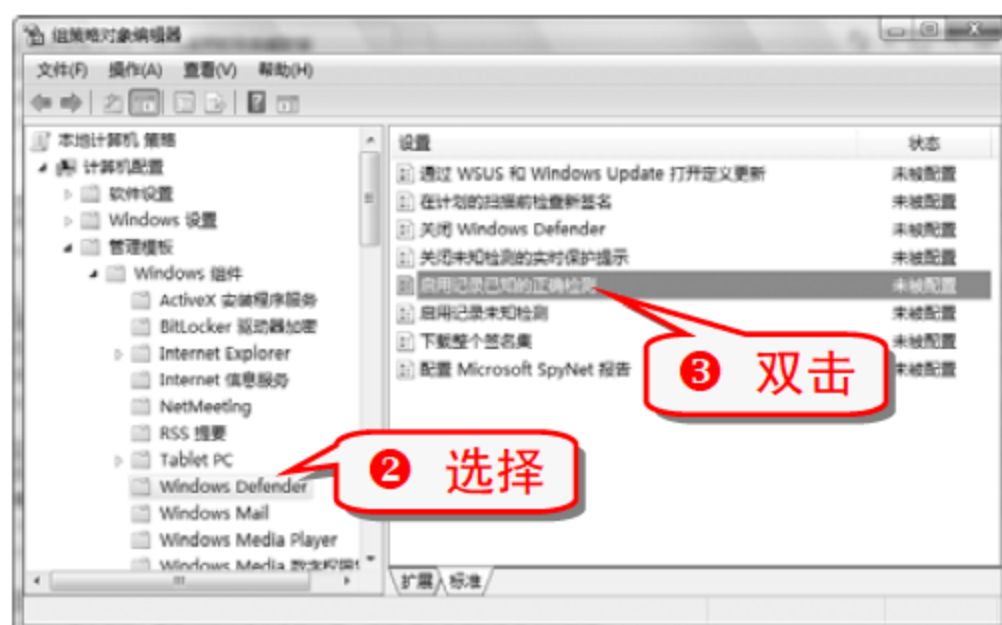 组策略对象编辑器
文件(F) 操作(A) 查看(V) 帮助(H)
本地计算机 策略
计算机配置
软件设置
Windows 设置
管理模板
Windows 组件
ActiveX 安装程序服务
BitLocker 驱动器加密
Internet Explorer
Internet 信息服务
NetMeeting
RSS 提要
Tablet PC
Windows Defender
Windows Mail
Windows Media Player
Windows Media 数字权限
设置 状态
通过 WSUS 和 Windows Update 打开定义更新 未被配置
在计划的扫描前检查新签名 未被配置
关闭 Windows Defender 未被配置
关闭未知检测的实时保护提示 未被配置
启用记录已知的正确检测 未被配置
启用记录未知检测 未被配置
下载整个签名集 未被配置
配置 Microsoft SpyNet 报告 未被配置
❸ 双击
❷ 选择
扩展 标准